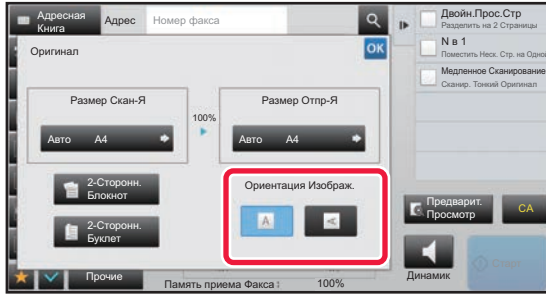 Адресная
Книга
Адрес
Номер факса
Двойн.Прос.Стр
Разделить на 2 Страницы
N в 1
Поместить Неск. Стр. на Одной
Медленное Сканирование
Сканир. Тонкий Оригинал
Оригинал
OK
Размер Скан-Я
100%
Размер Отпр-Я
Авто A4
Авто A4
2-Сторонн.
Блокнот
2-Сторонн.
Буклет
Ориентация Изображ.
A
A
Предварит.
Просмотр
CA
Динамик
Прочие
Память приема Факса
100%